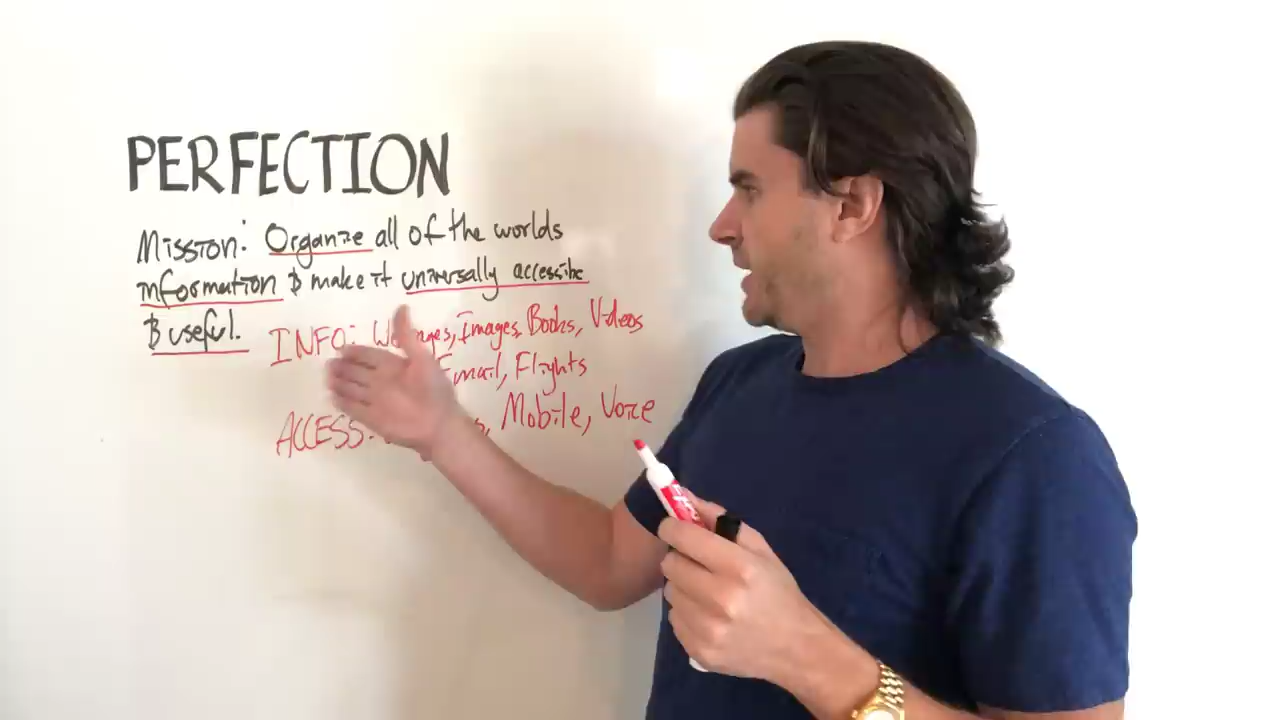 PERFECTION
Mission: Organize all of the worlds
information & make it universally accessible
& useful.
INFO: Images, Books, Videos
Email, Flights
ACCESS: Mobile, Voice